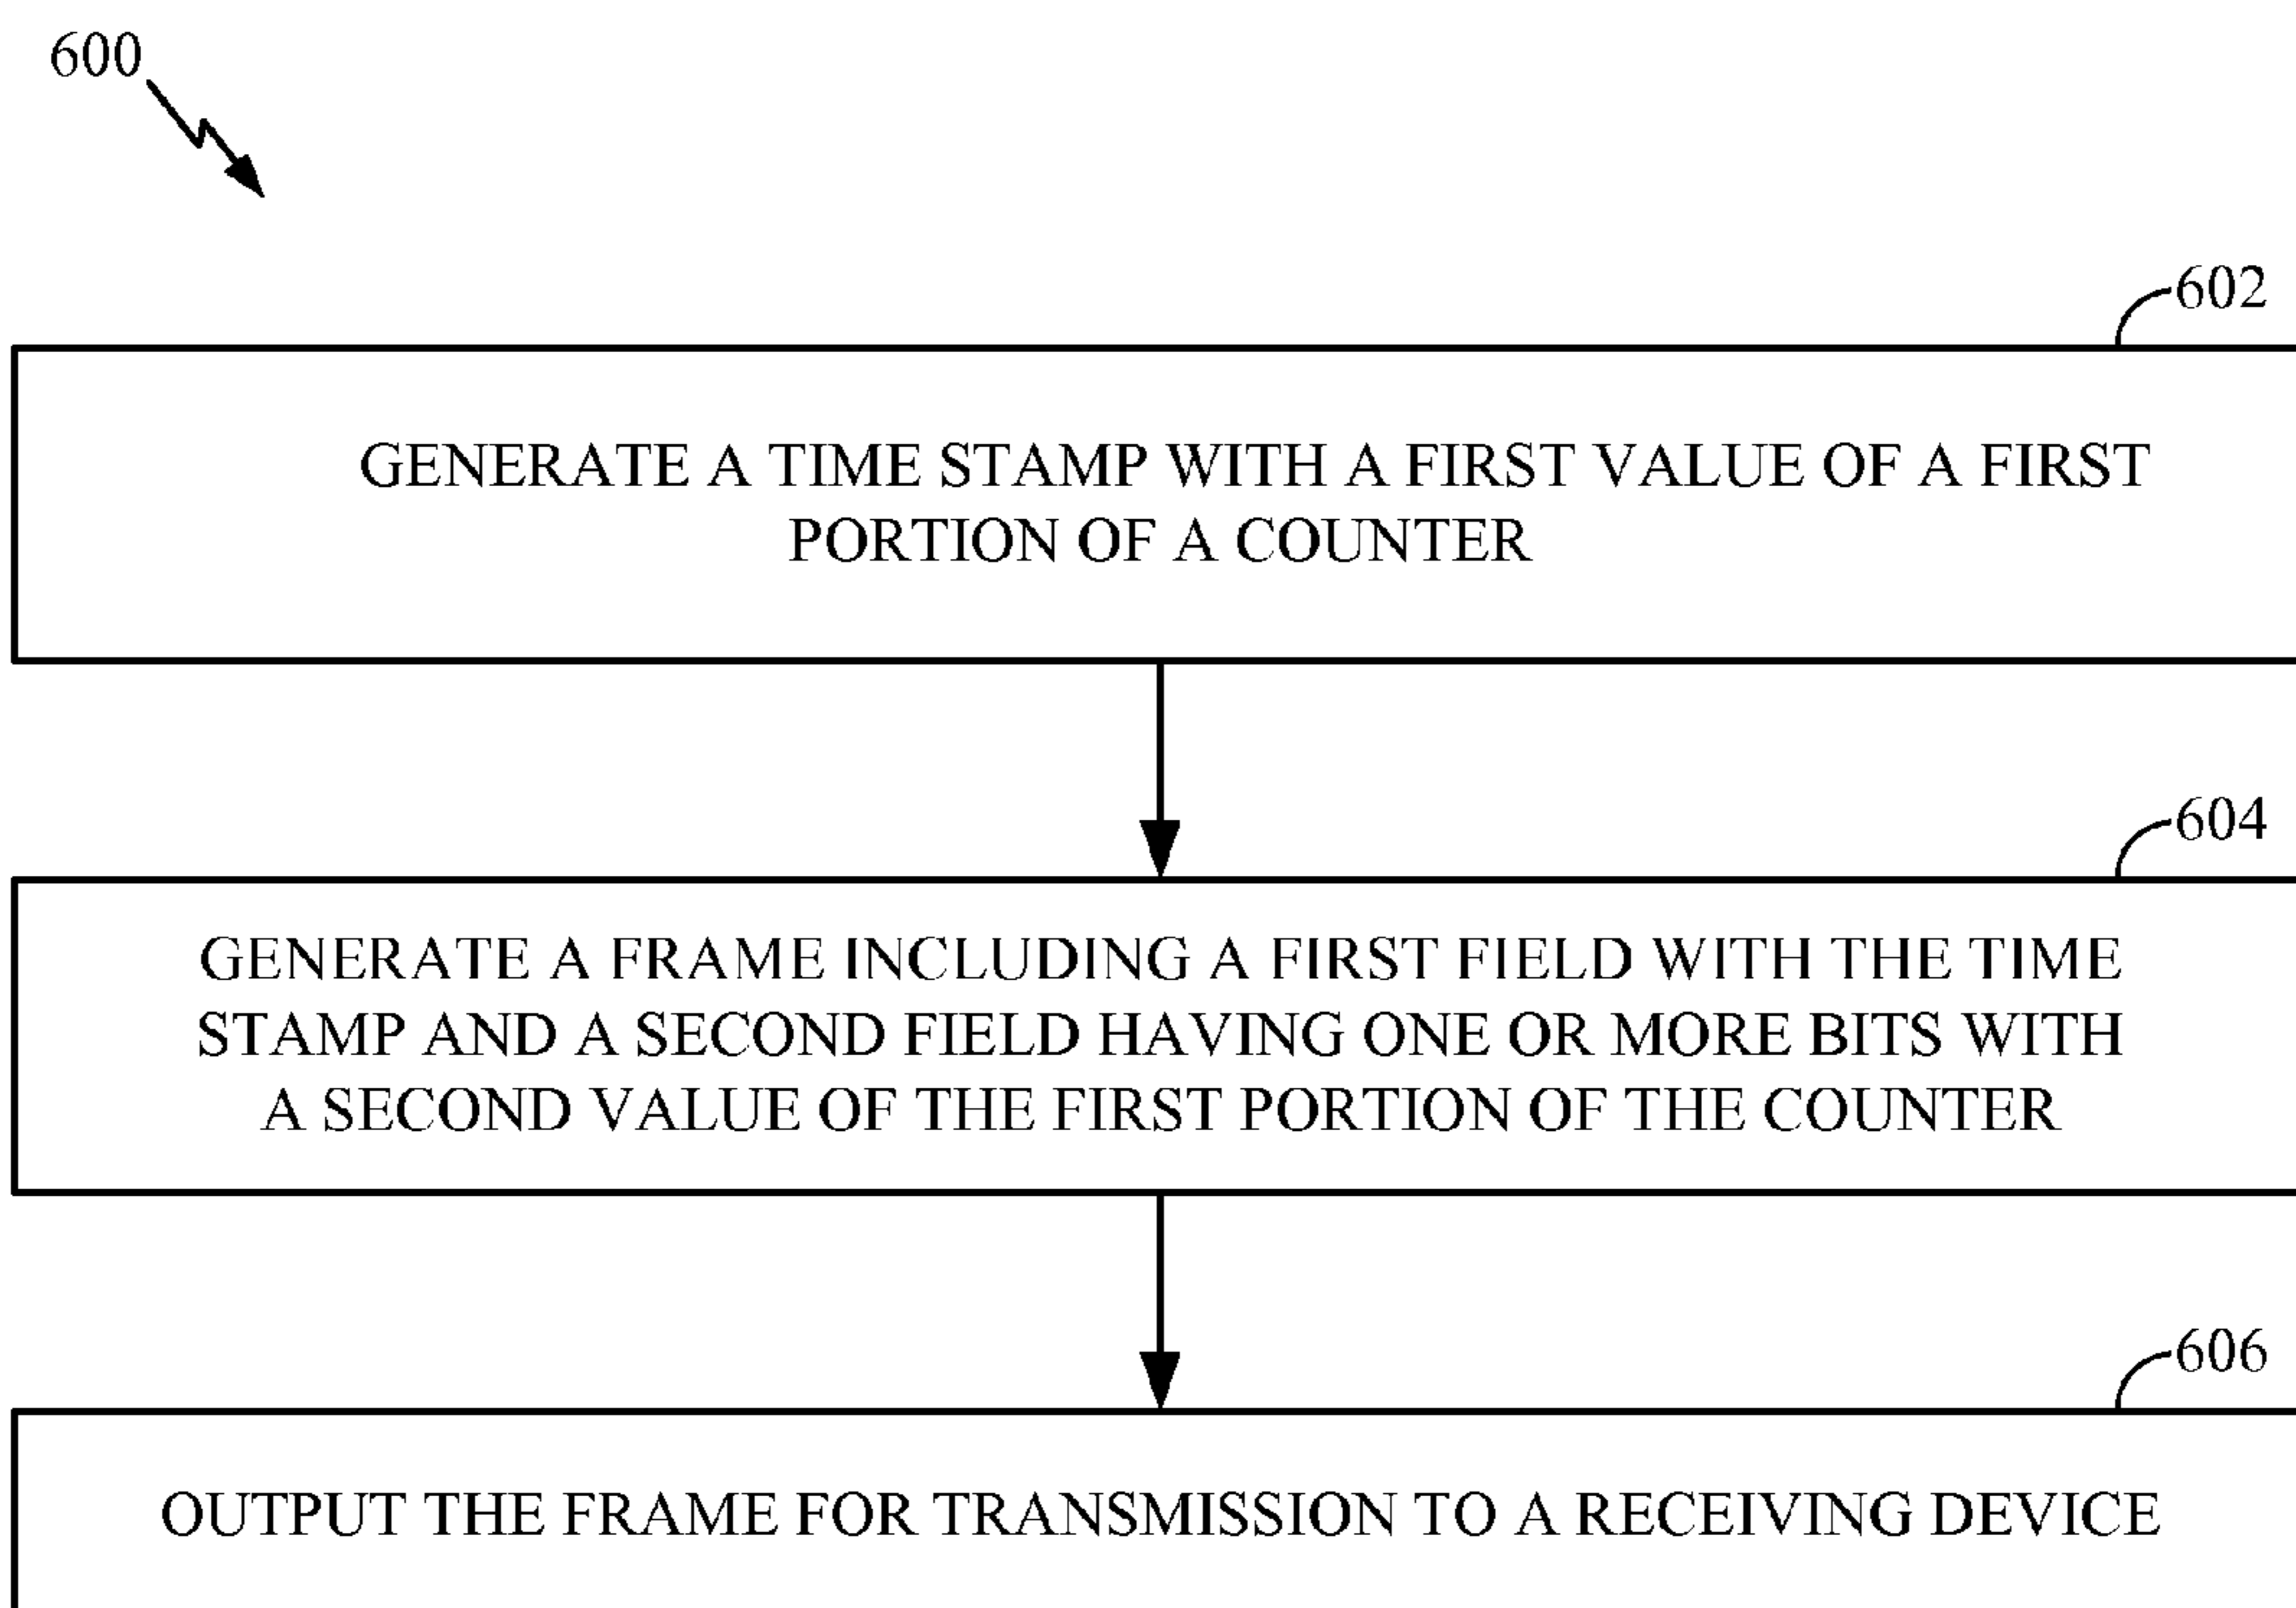 600
602
GENERATE A TIME STAMP WITH A FIRST VALUE OF A FIRST
PORTION OF A COUNTER
604
GENERATE A FRAME INCLUDING A FIRST FIELD WITH THE TIME
STAMP AND A SECOND FIELD HAVING ONE OR MORE BITS WITH
A SECOND VALUE OF THE FIRST PORTION OF THE COUNTER
606
OUTPUT THE FRAME FOR TRANSMISSION TO A RECEIVING DEVICE